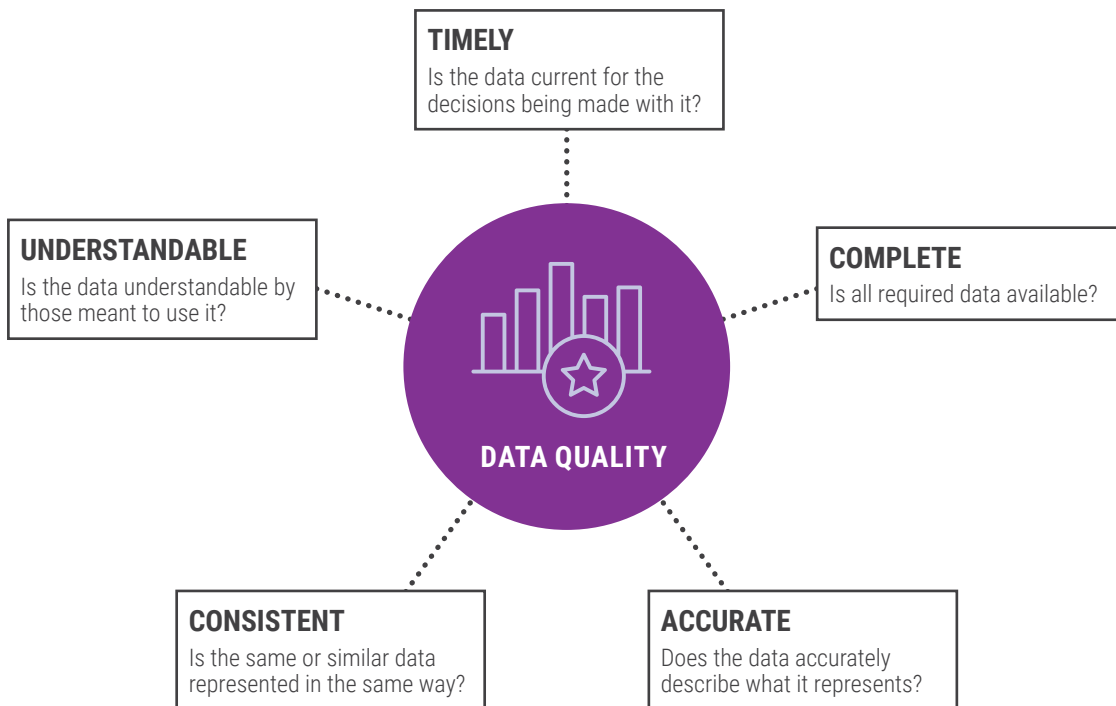 TIMELY
Is the data current for the
decisions being made with it?
UNDERSTANDABLE
Is the data understandable by
those meant to use it?
COMPLETE
Is all required data available?
DATA QUALITY
CONSISTENT
Is the same or similar data
represented in the same way?
ACCURATE
Does the data accurately
describe what it represents?